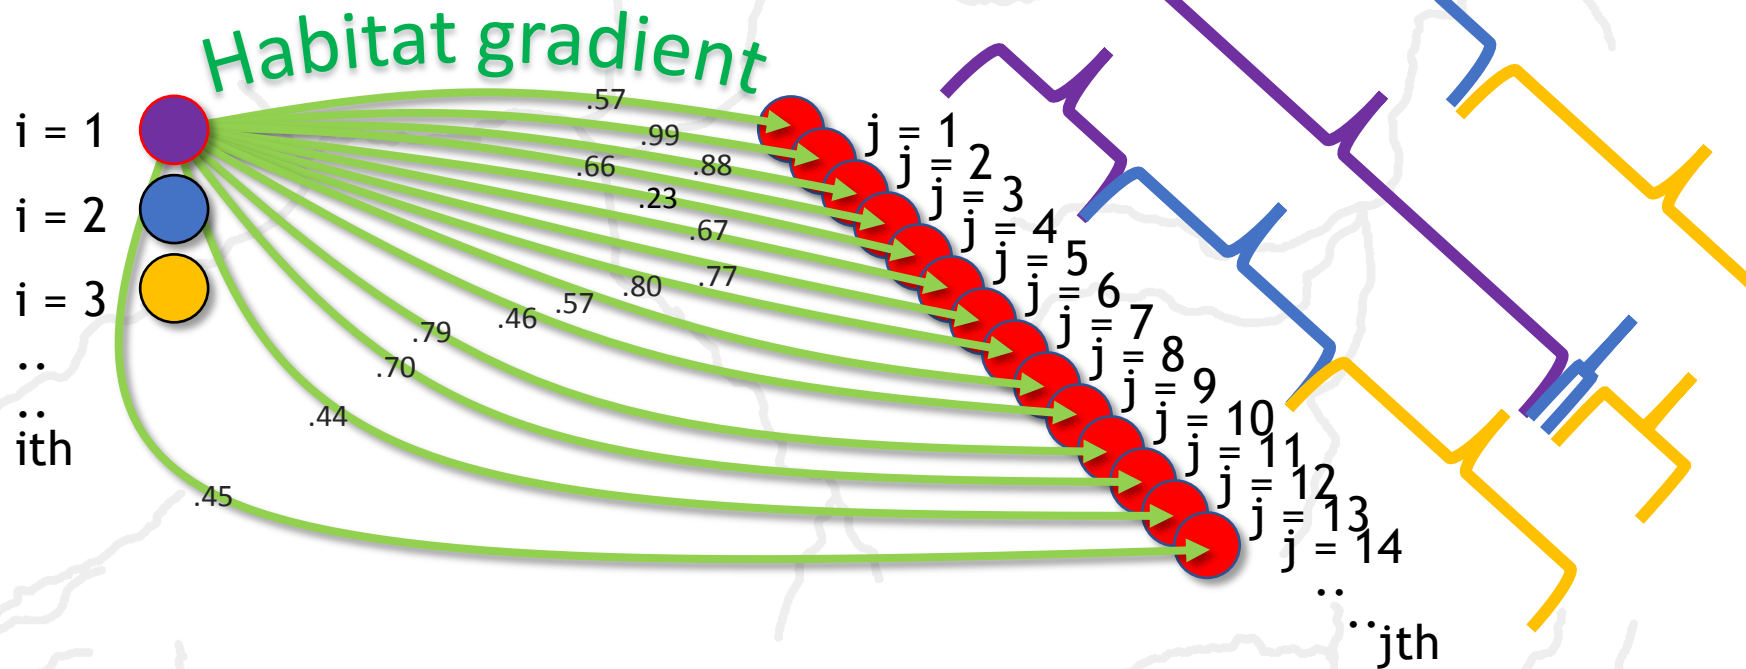 Habitat gradient
i = 1
i = 2
i = 3
..
..
ith
.57
.99
.66
.88
.23
.67
.77
.80
.57
.46
.79
.70
.44
.45
j = 1
j = 2
j = 3
j = 4
j = 5
j = 6
j = 7
j = 8
j = 9
j = 10
j = 11
j = 12
j = 13
j = 14
..
..jth